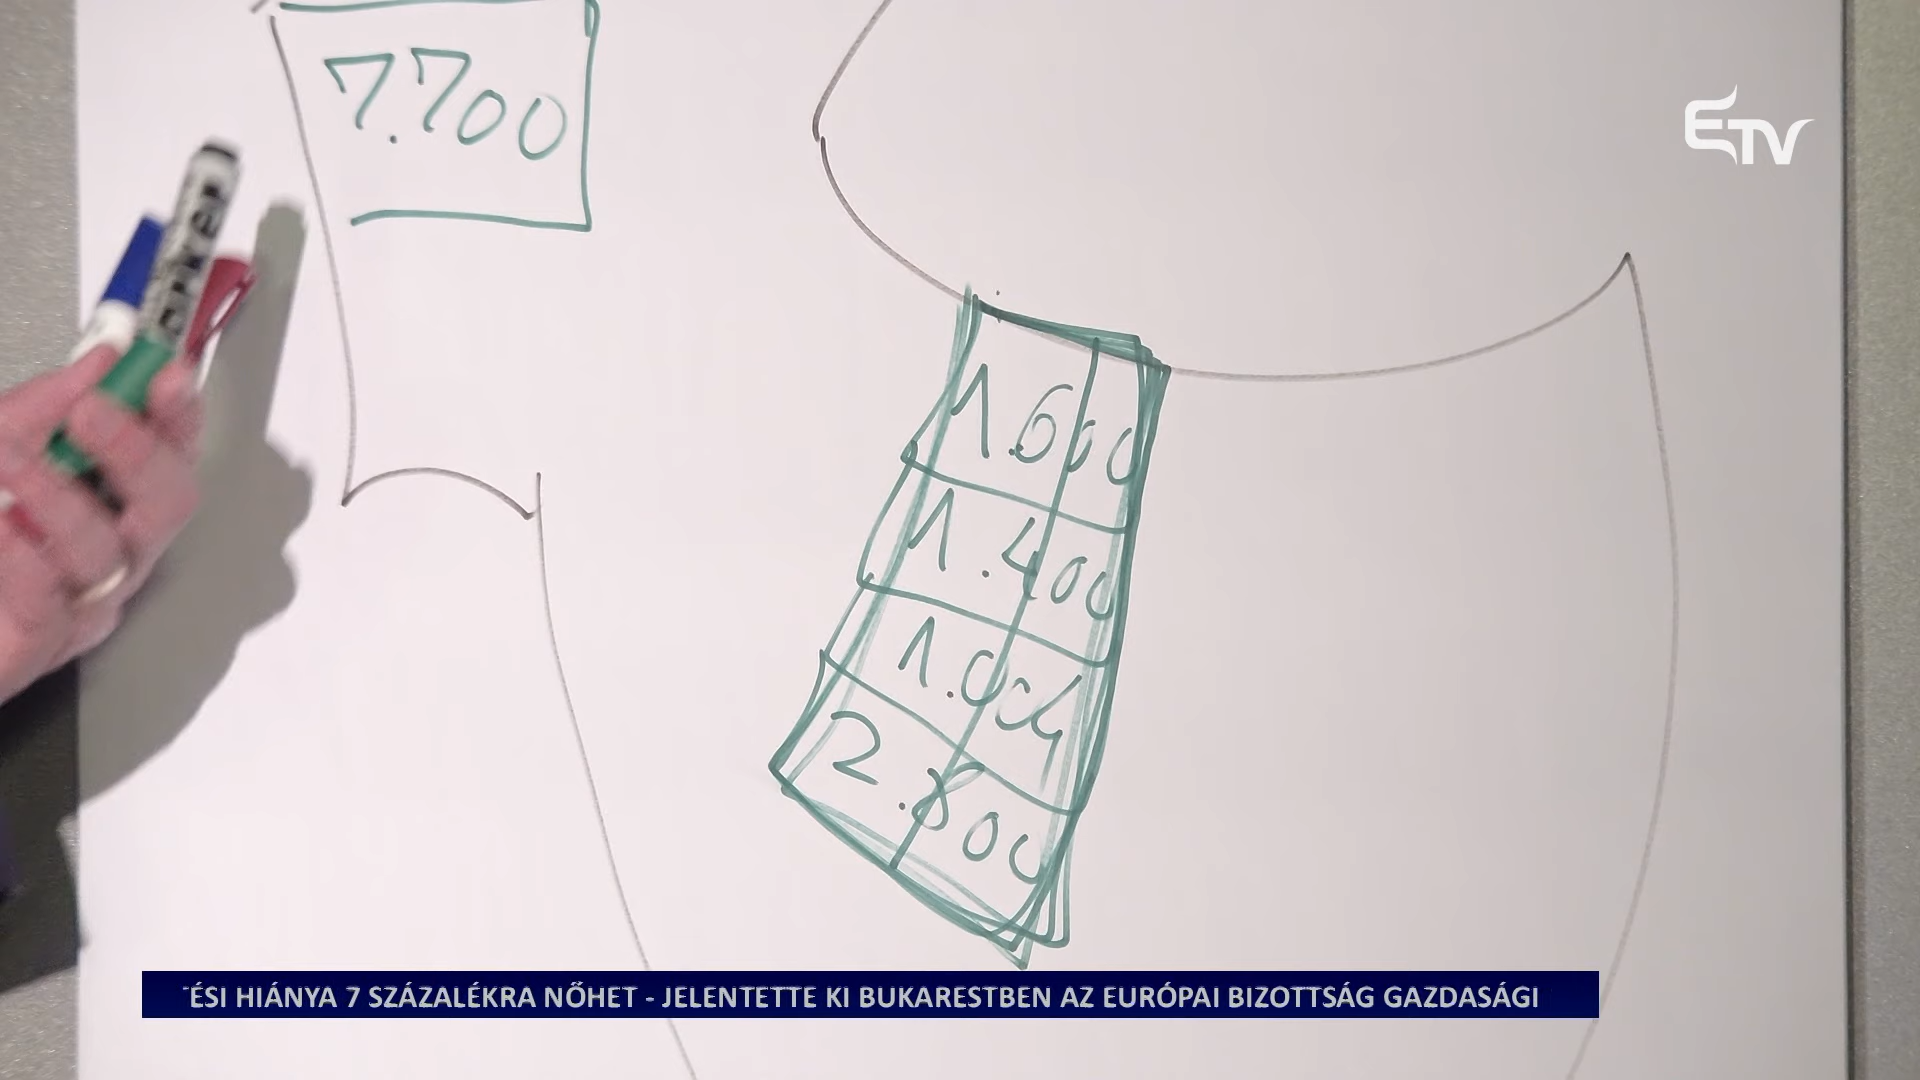 7.700
ETV
1.600
1.400
1.00
2.800
ÉSI HIÁNYA 7 SZÁZALÉKRA NŐHET - JELENTETTE KI BUKARESTBEN AZ EURÓPAI BIZOTTSÁG GAZDASÁGI